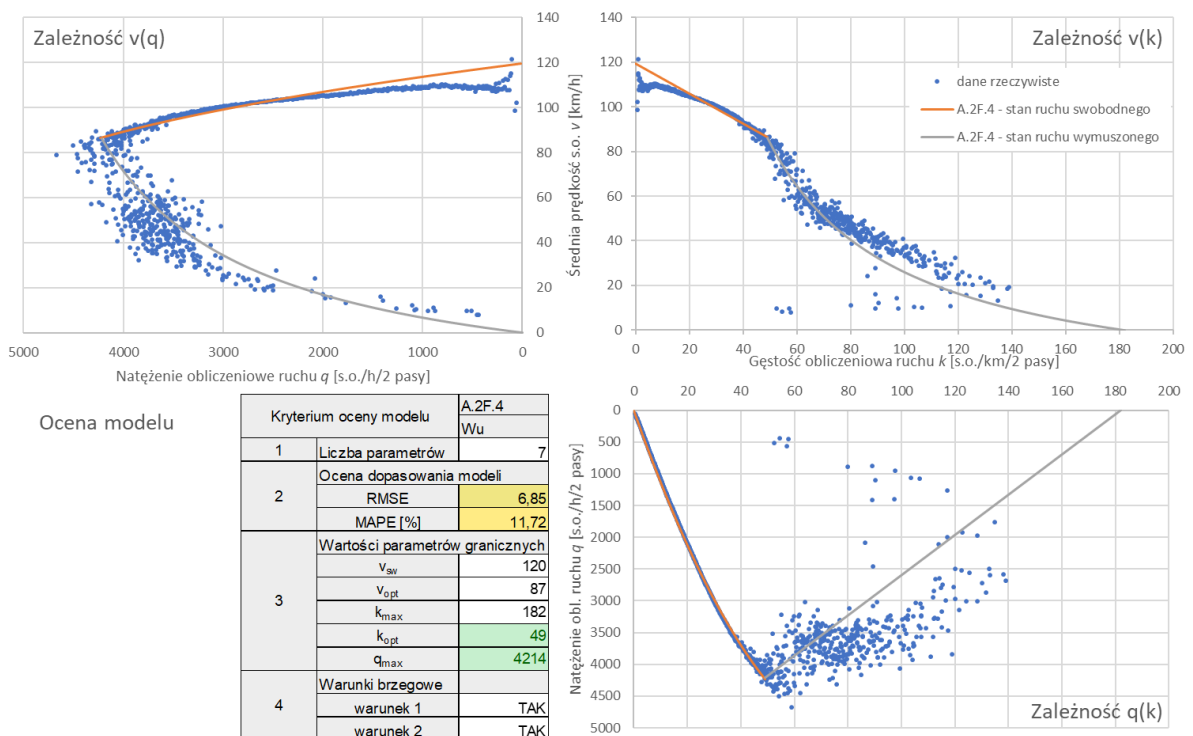 Zależność v(q)
140
120
100
80
60
40
20
0
5000 4000 3000 2000 1000 0
Natężenie obliczeniowe ruchu q [s.o./h/2 pasy]
Średnia prędkość s.o. v [km/h]
Zależność v(k)
dane rzeczywiste
A.2F.4 - stan ruchu swobodnego
A.2F.4 - stan ruchu wymuszonego
140
120
100
80
60
40
20
0
0 20 40 60 80 100 120 140 160 180 200
Gęstość obliczeniowa ruchu k [s.o./km/2 pasy]
Ocena modelu
Kryterium oceny modelu A.2F.4
Wu
1 Liczba parametrów 7
2 Ocena dopasowania modeli
RMSE 6,85
MAPE [%] 11,72
3 Wartości parametrów granicznych
vsw 120
vopt 87
kmax 182
kopt 49
qmax 4214
4 Warunki brzegowe
warunek 1 TAK
warunek 2 TAK
0 20 40 60 80 100 120 140 160 180 200
0
500
1000
1500
2000
2500
3000
3500
4000
4500
5000
Natężenie obl. ruchu q [s.o./h/2 pasy]
Zależność q(k)